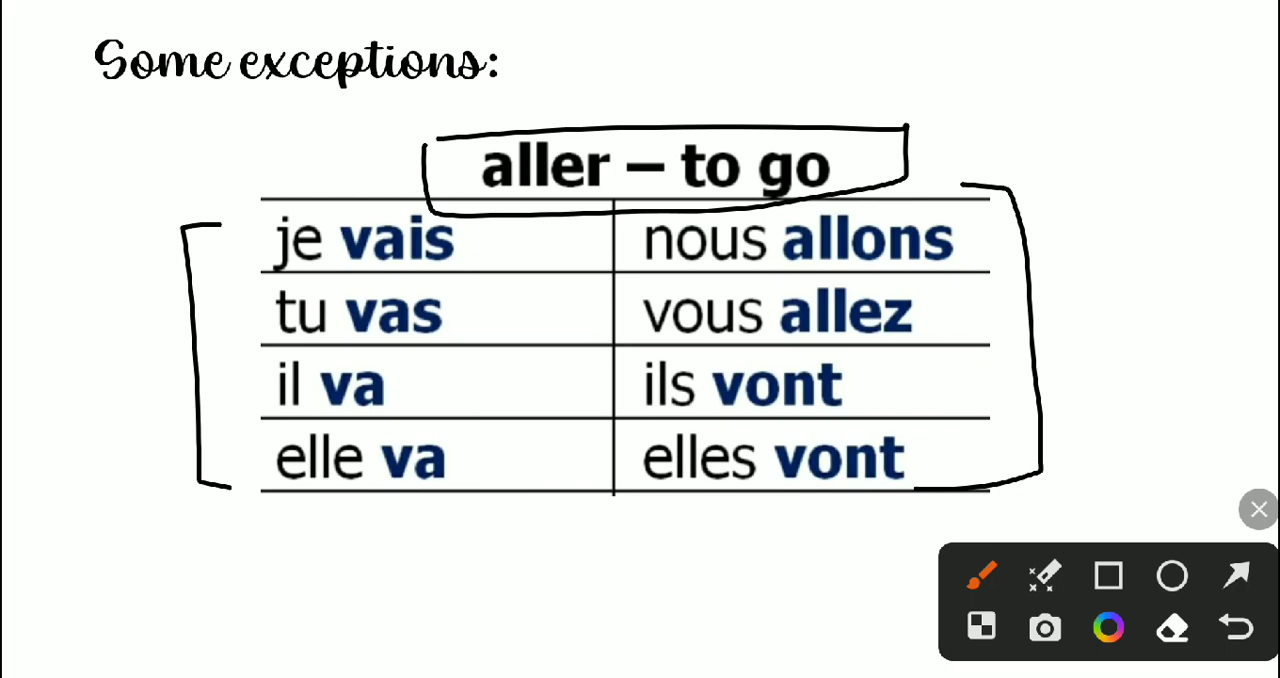 Some exceptions:
aller – to go
je vais nous allons
tu vas vous allez
il va ils vont
elle va elles vont